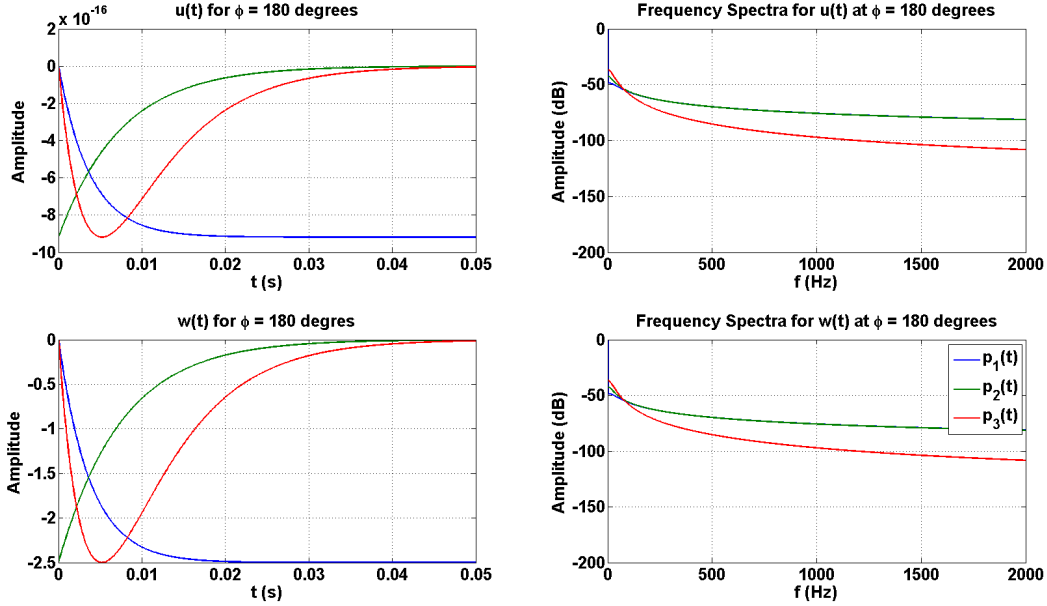 u(t) for ϕ = 180 degrees
2 x 10^-16
0
-2
-4
-6
-8
-10
Amplitude
0 0.01 0.02 0.03 0.04 0.05
t (s)
Frequency Spectra for u(t) at ϕ = 180 degrees
0
-50
-100
-150
-200
Amplitude (dB)
0 500 1000 1500 2000
f (Hz)
w(t) for ϕ = 180 degres
0
-0.5
-1
-1.5
-2
-2.5
Amplitude
0 0.01 0.02 0.03 0.04 0.05
t (s)
Frequency Spectra for w(t) at ϕ = 180 degrees
0
-50
-100
-150
-200
Amplitude (dB)
p_1(t)
p_2(t)
p_3(t)
0 500 1000 1500 2000
f (Hz)